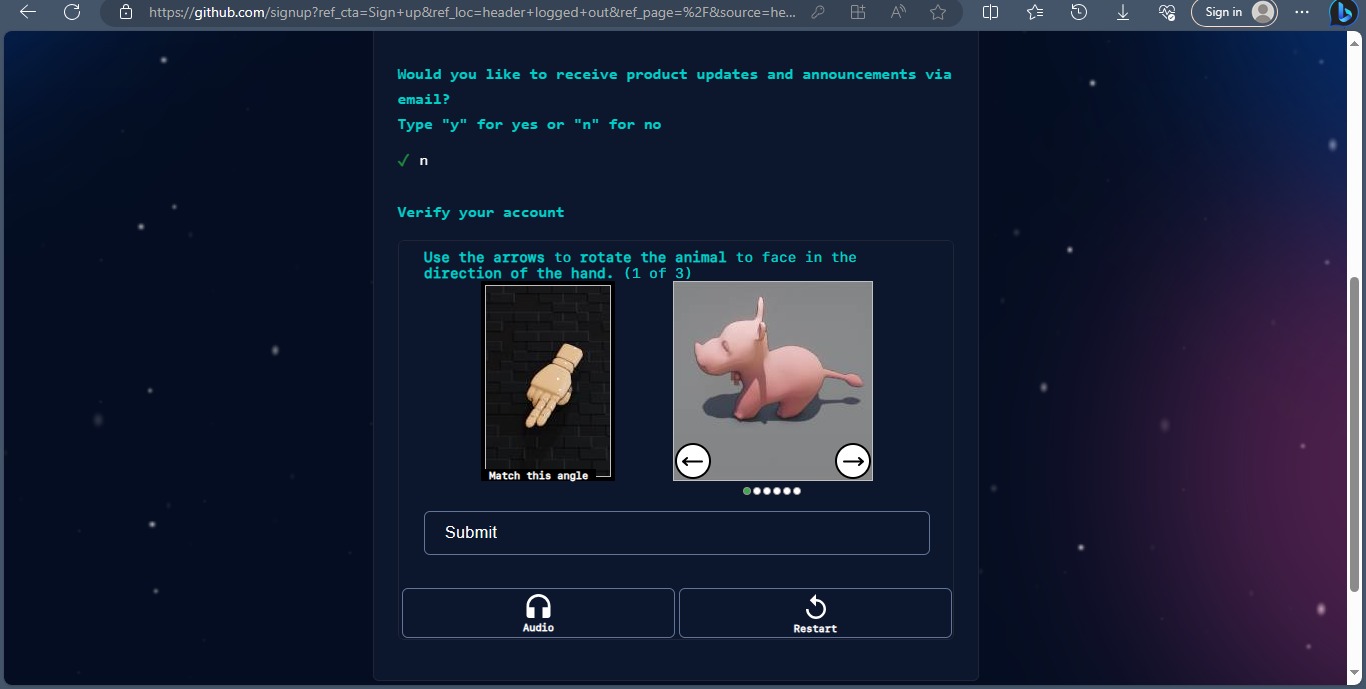 https://github.com/signup?ref_cta=Sign+up&ref_loc=header+logged+out&ref_page=%2F&source=he...
Sign in
Would you like to receive product updates and announcements via
email?
Type "y" for yes or "n" for no
✓ n
Verify your account
Use the arrows to rotate the animal to face in the
direction of the hand. (1 of 3)
Match this angle
Submit
Audio
Restart